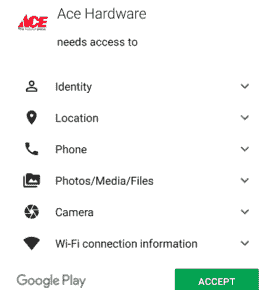 ACE
Ace Hardware
needs access to
Identity
Location
Phone
Photos/Media/Files
Camera
Wi-Fi connection information
Google Play
ACCEPT